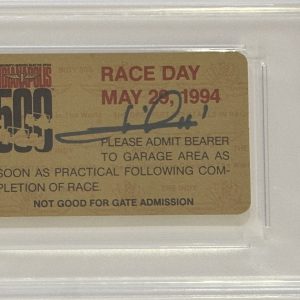 INDIANAPOLIS
500
RACE DAY
MAY 29, 1994
PLEASE ADMIT BEARER
TO GARAGE AREA AS
SOON AS PRACTICAL FOLLOWING COM-
PLETION OF RACE.
NOT GOOD FOR GATE ADMISSION